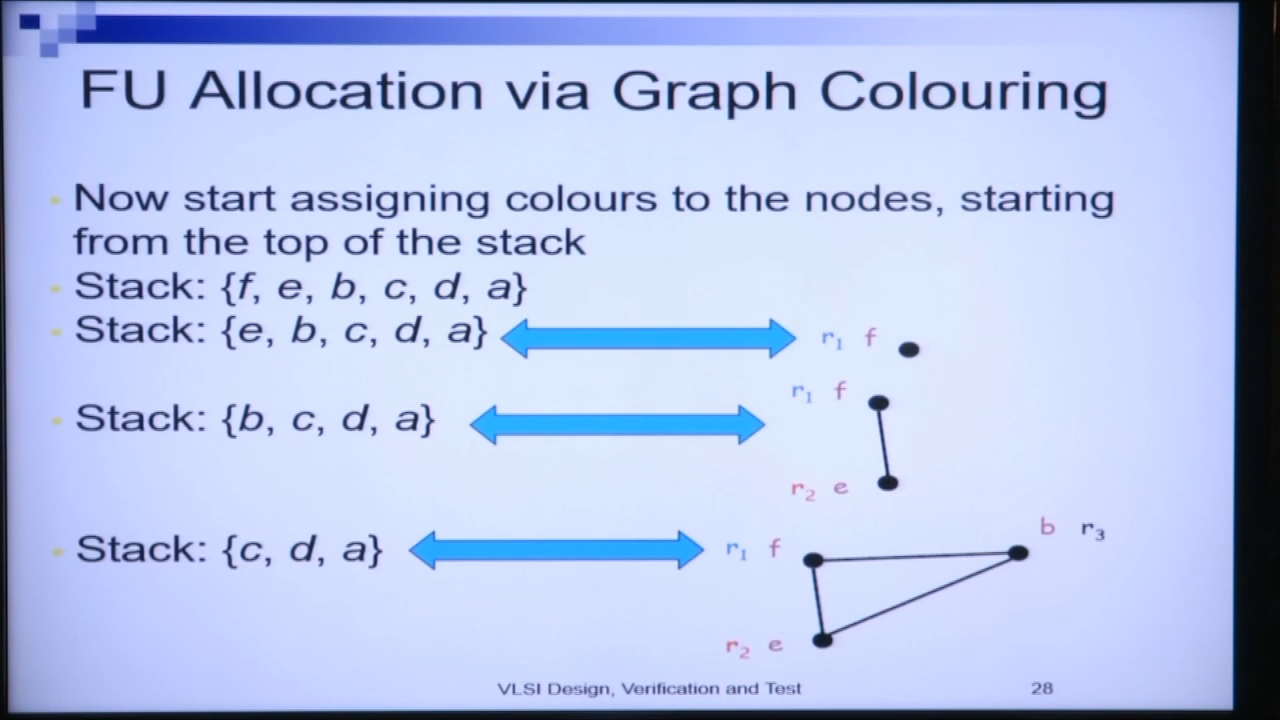 FU Allocation via Graph Colouring
Now start assigning colours to the nodes, starting
from the top of the stack
Stack: {f, e, b, c, d, a}
Stack: {e, b, c, d, a}
r₁ f
Stack: {b, c, d, a}
r₁ f
r₂ e
Stack: {c, d, a}
r₁ f
b r₃
r₂ e
VLSI Design, Verification and Test
28